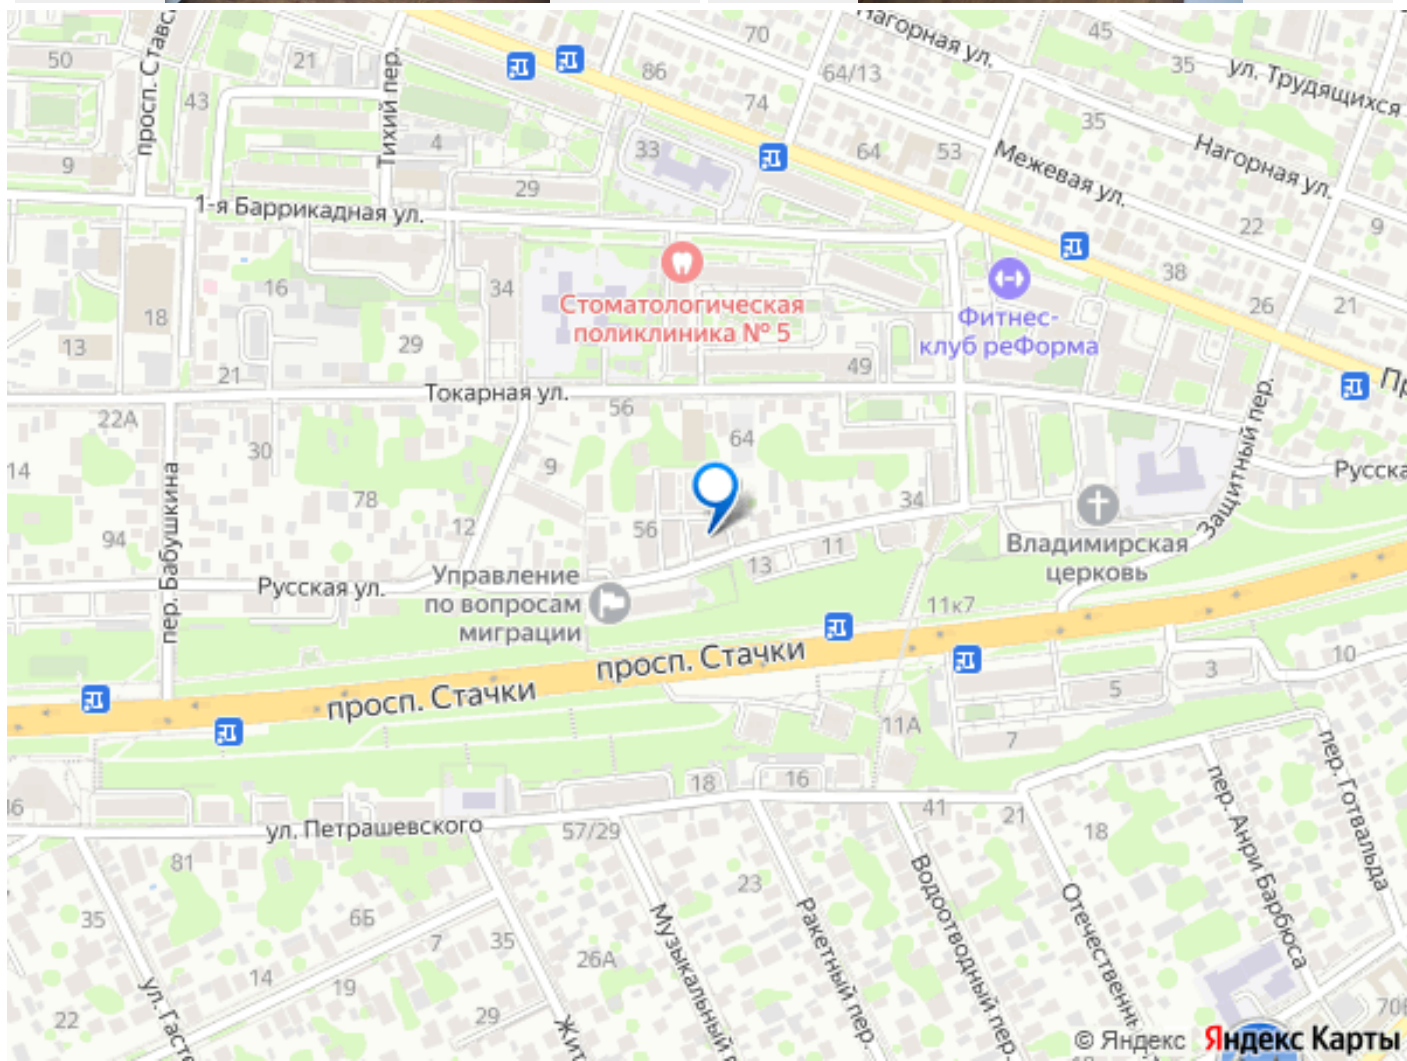 50
просп. Ставс
21
Тихий пер.
43
9
4
86
70
74
64/13
Нагорная ул.
45
35
ул. Трудящихся
35
Нагорная ул.
33
64
53
Межевая ул.
29
22
9
1-я Баррикадная ул.
38
26
21
16
34
18
13
29
21
Стоматологическая
поликлиника № 5
Фитнес-
клуб реФорма
49
Пр
Токарная ул.
56
22А
30
64
14
78
9
12
94
пер. Бабушкина
56
34
Защитный пер.
Русска
Владимирская
церковь
11
13
Русская ул.
Управление
по вопросам
миграции
11к7
просп. Стачки
просп. Стачки
10
3
5
7
11А
18
16
пер. Готвальда
пер. Анри Барбюса
ул. Петрашевского
57/29
41
21
18
81
23
Водоотводный пер.
Отечественн
35
6Б
7
35
26А
Музыкальный
Ракетный пер.
14
19
29
22
ул. Гасте
Жит
70
© Яндекс Яндекс Карты